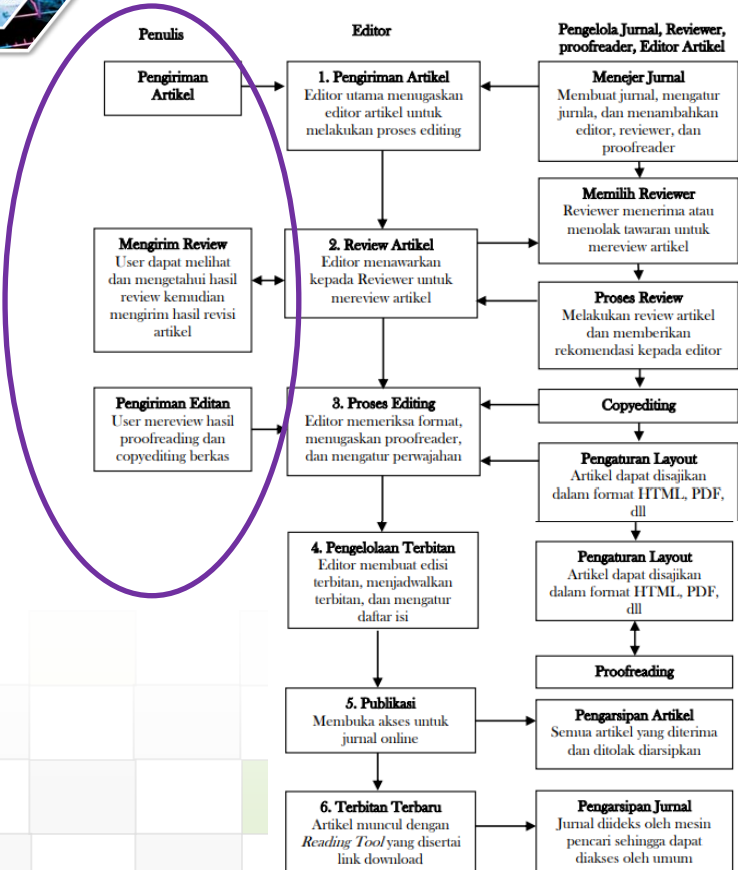 Penulis
Editor
Pengelola Jurnal, Reviewer,
proofreader, Editor Artikel
Pengiriman
Artikel
1. Pengiriman Artikel
Editor utama menugaskan
editor artikel untuk
melakukan proses editing
Menejer Jurnal
Membuat jurnal, mengatur
jurnla, dan menambahkan
editor, reviewer, dan
proofreader
Memilih Reviewer
Reviewer menerima atau
menolak tawaran untuk
mereview artikel
Mengirim Review
User dapat melihat
dan mengetahui hasil
review kemudian
mengirim hasil revisi
artikel
2. Review Artikel
Editor menawarkan
kepada Reviewer untuk
mereview artikel
Proses Review
Melakukan review artikel
dan memberikan
rekomendasi kepada editor
Pengiriman Editan
User mereview hasil
proofreading dan
copyediting berkas
3. Proses Editing
Editor memeriksa format,
menugaskan proofreader,
dan mengatur perwajahan
Copyediting
Pengaturan Layout
Artikel dapat disajikan
dalam format HTML, PDF,
dll
4. Pengelolaan Terbitan
Editor membuat edisi
terbitan, menjadwalkan
terbitan, dan mengatur
daftar isi
Pengaturan Layout
Artikel dapat disajikan
dalam format HTML, PDF,
dll
Proofreading
5. Publikasi
Membuka akses untuk
jurnal online
Pengarsipan Artikel
Semua artikel yang diterima
dan ditolak diarsipkan
6. Terbitan Terbaru
Artikel muncul dengan
Reading Tool yang disertai
link download
Pengarsipan Jurnal
Jurnal diideks oleh mesin
pencari sehingga dapat
diakses oleh umum